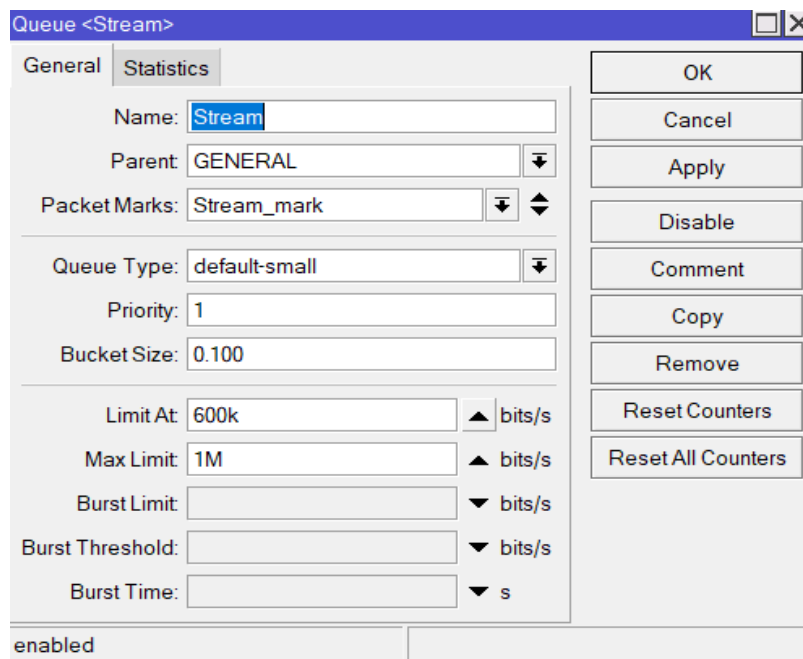 Queue <Stream>
General Statistics
Name: Stream
Parent: GENERAL
Packet Marks: Stream_mark
Queue Type: default-small
Priority: 1
Bucket Size: 0.100
Limit At: 600k bits/s
Max Limit: 1M bits/s
Burst Limit: bits/s
Burst Threshold: bits/s
Burst Time: s
OK
Cancel
Apply
Disable
Comment
Copy
Remove
Reset Counters
Reset All Counters
enabled